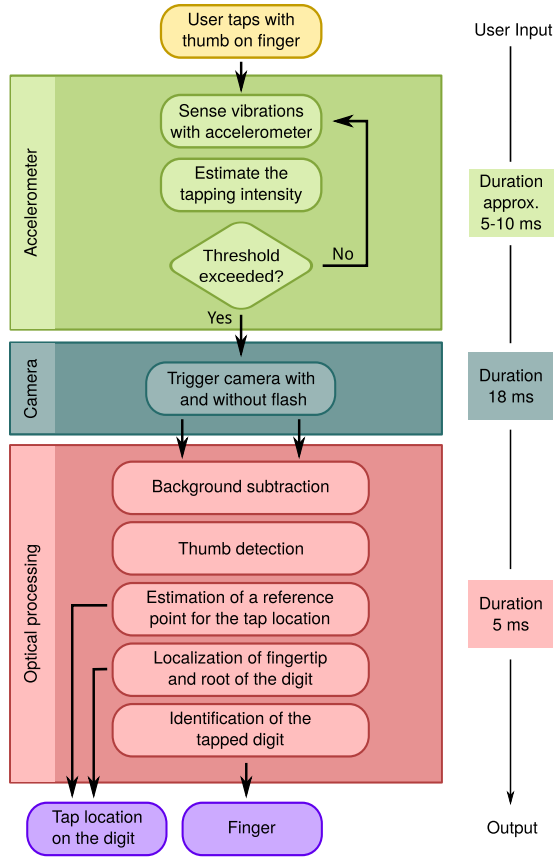 User taps with
thumb on finger
User Input
Accelerometer
Sense vibrations
with accelerometer
Estimate the
tapping intensity
Threshold
exceeded?
No
Yes
Duration
approx.
5-10 ms
Camera
Trigger camera with
and without flash
Duration
18 ms
Optical processing
Background subtraction
Thumb detection
Estimation of a reference
point for the tap location
Localization of fingertip
and root of the digit
Identification of the
tapped digit
Duration
5 ms
Tap location
on the digit
Finger
Output